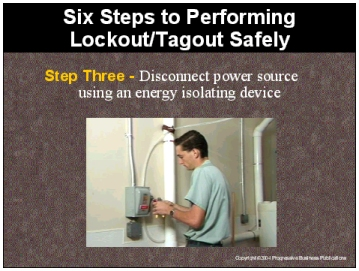 Six Steps to Performing
Lockout/Tagout Safely
Step Three - Disconnect power source
using an energy isolating device
Copyright ©2004 Progressive Business Publications